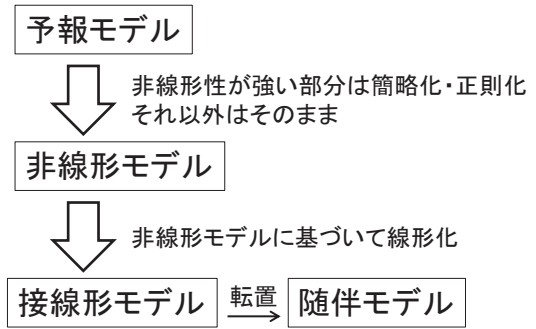 予報モデル
非線形性が強い部分は簡略化・正則化
それ以外はそのまま
非線形モデル
非線形モデルに基づいて線形化
接線形モデル
転置
随伴モデル